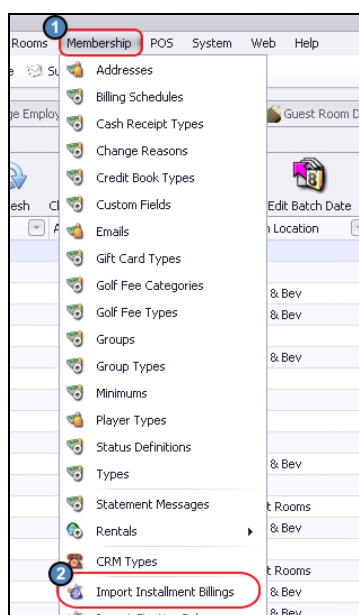 1
Rooms Membership POS System Web Help
Addresses
Billing Schedules
ge Employ
Guest Room D
Cash Receipt Types
Change Reasons
Credit Book Types
esh
Custom Fields
Edit Batch Date
Emails
Location
Gift Card Types
Golf Fee Categories
& Bev
Golf Fee Types
& Bev
Groups
Group Types
& Bev
Minimums
Player Types
Status Definitions
Types
& Bev
Statement Messages
t Rooms
Rentals
& Bev
CRM Types
t Rooms
2
Import Installment Billings
& Bev
& Bev